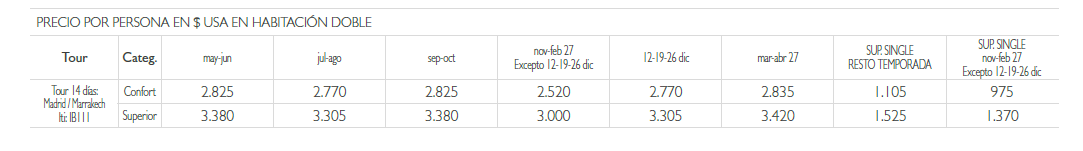 PRECIO POR PERSONA EN $ USA EN HABITACIÓN DOBLE
Tour Categ. may-jun jul-ago sep-oct nov-feb 27 Excepto 12-19-26 dic 12-19-26 dic mar-abr 27 SUP. SINGLE RESTO TEMPORADA SUP. SINGLE nov-feb 27 Excepto 12-19-26 dic
Tour 14 días: Madrid / Marrakech Iti: IB111
Confort 2.825 2.770 2.825 2.520 2.770 2.835 1.105 975
Superior 3.380 3.305 3.380 3.000 3.305 3.420 1.525 1.370